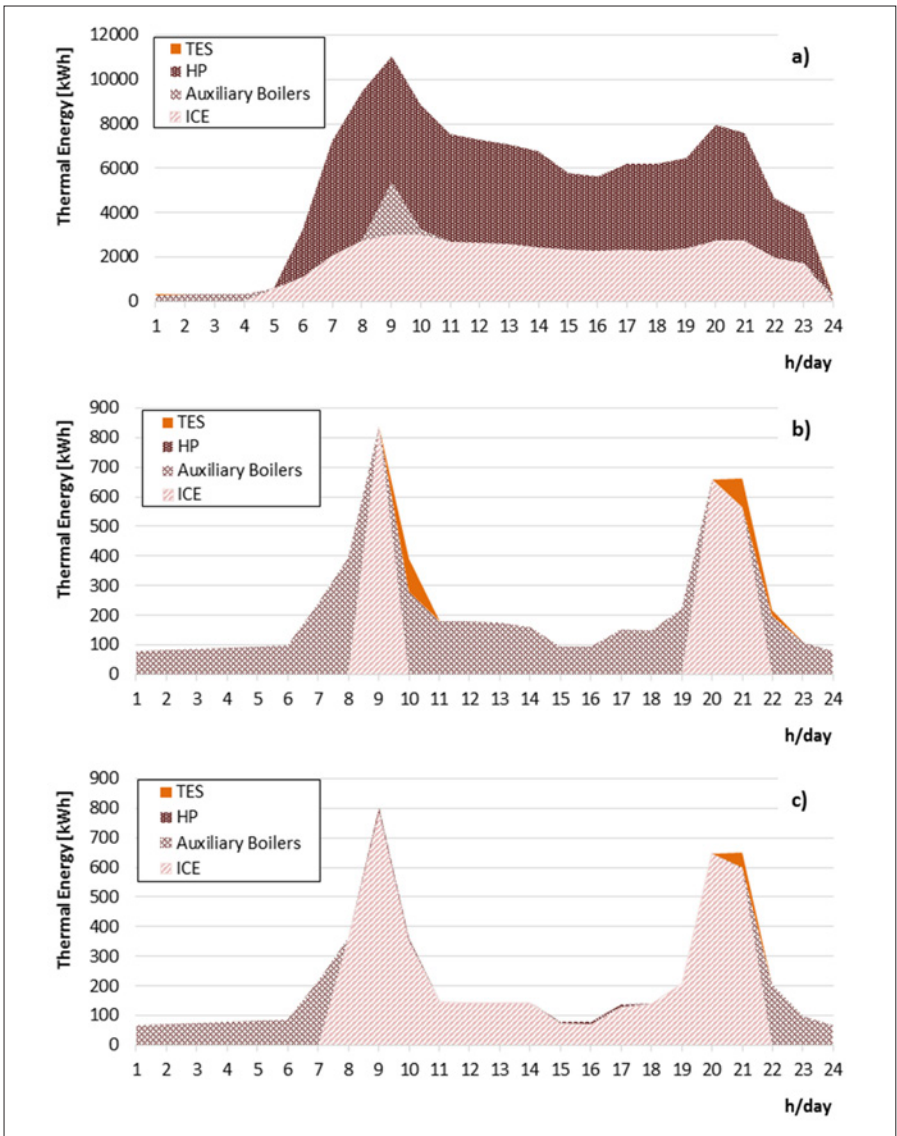 a)
Thermal Energy [kWh]
12000
10000
8000
6000
4000
2000
0
TES
HP
Auxiliary Boilers
ICE
1 2 3 4 5 6 7 8 9 10 11 12 13 14 15 16 17 18 19 20 21 22 23 24
h/day
b)
Thermal Energy [kWh]
900
800
700
600
500
400
300
200
100
0
TES
HP
Auxiliary Boilers
ICE
1 2 3 4 5 6 7 8 9 10 11 12 13 14 15 16 17 18 19 20 21 22 23 24
h/day
c)
Thermal Energy [kWh]
900
800
700
600
500
400
300
200
100
0
TES
HP
Auxiliary Boilers
ICE
1 2 3 4 5 6 7 8 9 10 11 12 13 14 15 16 17 18 19 20 21 22 23 24
h/day